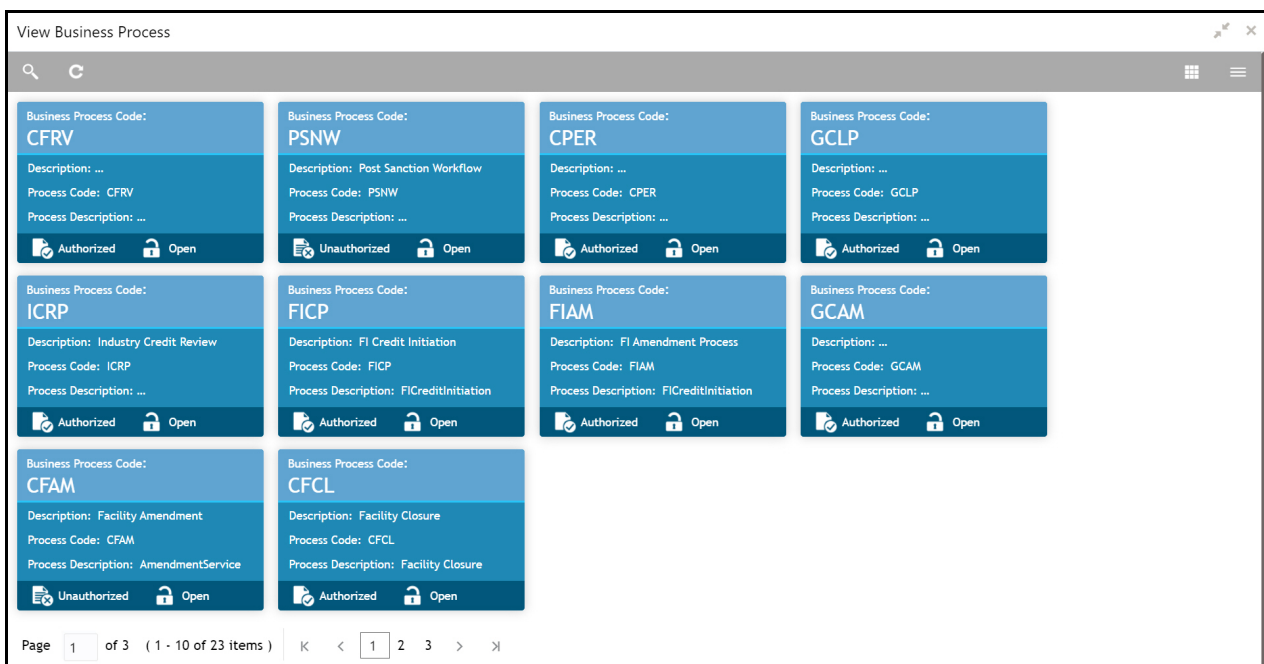 View Business Process
Business Process Code:
CFRV
Description: ...
Process Code: CFRV
Process Description: ...
Authorized Open
Business Process Code:
PSNW
Description: Post Sanction Workflow
Process Code: PSNW
Process Description: ...
Unauthorized Open
Business Process Code:
CPER
Description: ...
Process Code: CPER
Process Description: ...
Authorized Open
Business Process Code:
GCLP
Description: ...
Process Code: GCLP
Process Description: ...
Authorized Open
Business Process Code:
ICRP
Description: Industry Credit Review
Process Code: ICRP
Process Description: ...
Authorized Open
Business Process Code:
FICP
Description: FI Credit Initiation
Process Code: FICP
Process Description: FICreditInitiation
Authorized Open
Business Process Code:
FIAM
Description: FI Amendment Process
Process Code: FIAM
Process Description: FICreditInitiation
Authorized Open
Business Process Code:
GCAM
Description: ...
Process Code: GCAM
Process Description: ...
Authorized Open
Business Process Code:
CFAM
Description: Facility Amendment
Process Code: CFAM
Process Description: AmendmentService
Unauthorized Open
Business Process Code:
CFCL
Description: Facility Closure
Process Code: CFCL
Process Description: Facility Closure
Authorized Open
Page 1 of 3 ( 1 - 10 of 23 items ) 1 2 3